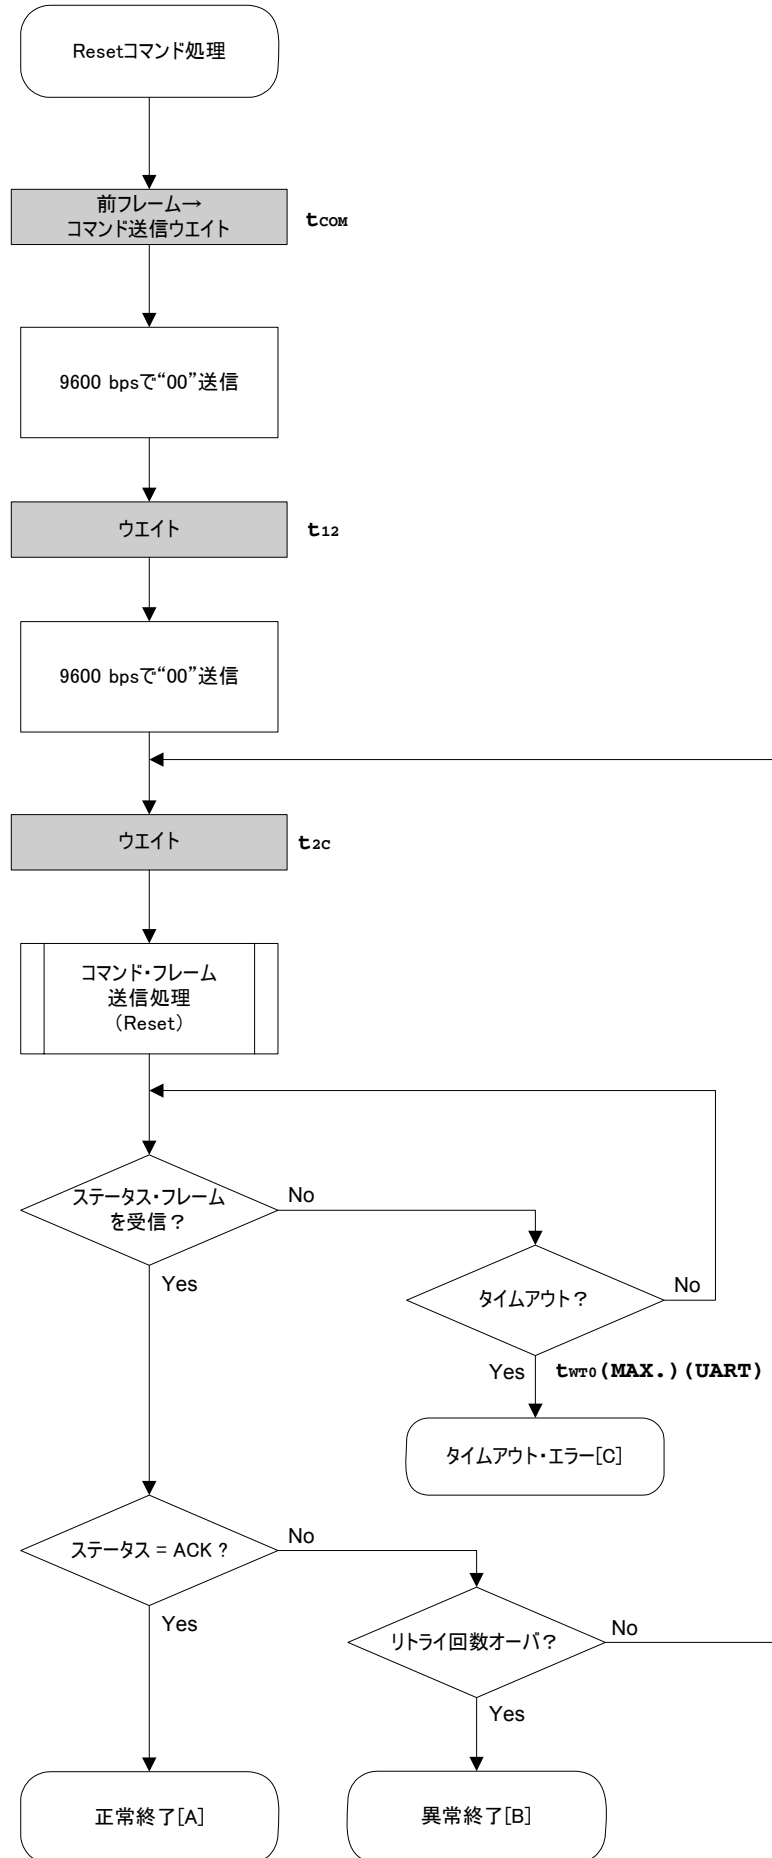 Resetコマンド処理
前フレーム→
コマンド送信ウエイト
tCOM
9600 bpsで“00”送信
ウエイト
t12
9600 bpsで“00”送信
ウエイト
t2C
コマンド・フレーム
送信処理
（Reset）
ステータス・フレーム
を受信？
No
Yes
タイムアウト？
No
Yes
tWT0(MAX.)(UART)
タイムアウト・エラー[C]
ステータス = ACK ?
No
Yes
リトライ回数オーバ？
No
Yes
正常終了[A]
異常終了[B]